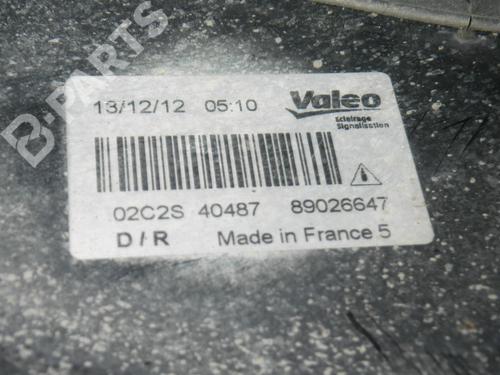 B-PARTS
13/12/12 05:10 Valeo
Eclairage
Signalisation
02C2S 40487 89026647
D / R Made in France 5